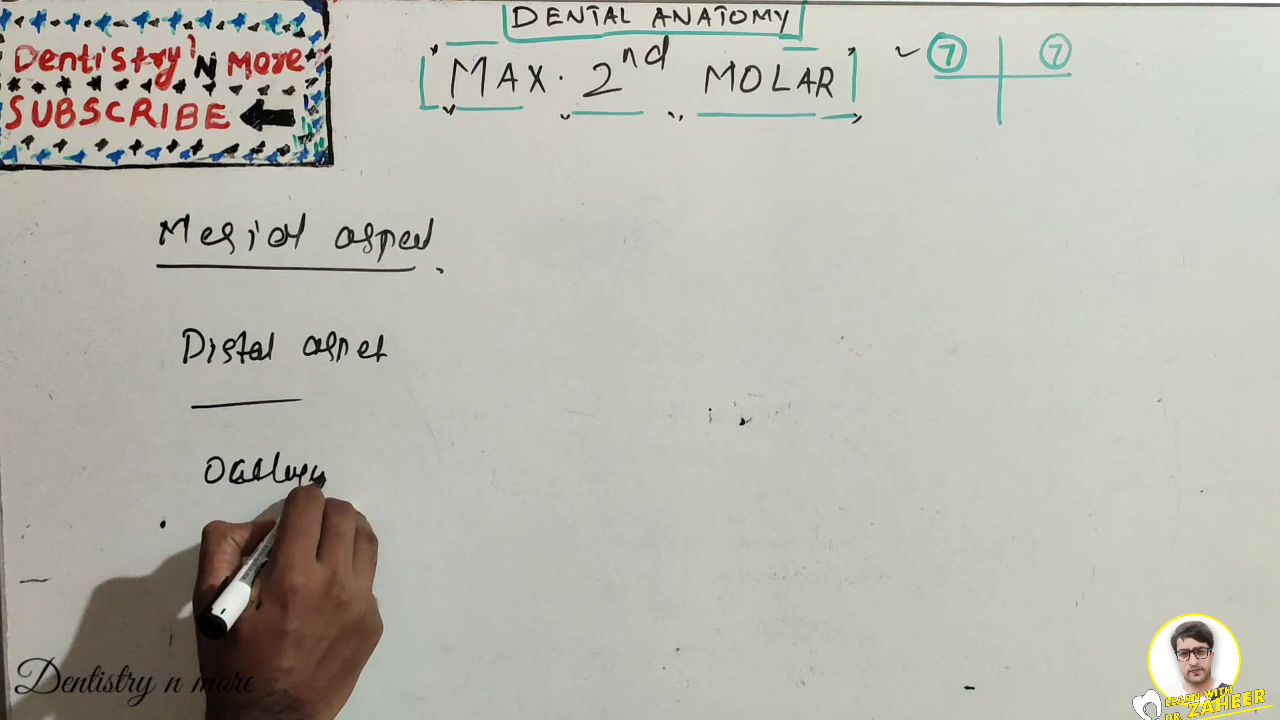 DENTAL ANATOMY
Dentistry 'N More
SUBSCRIBE
MAX. 2nd MOLAR
7 7
Mesial aspect
Distal aspect
Dentistry n more
LEARN WITH
DR. ZAHEER